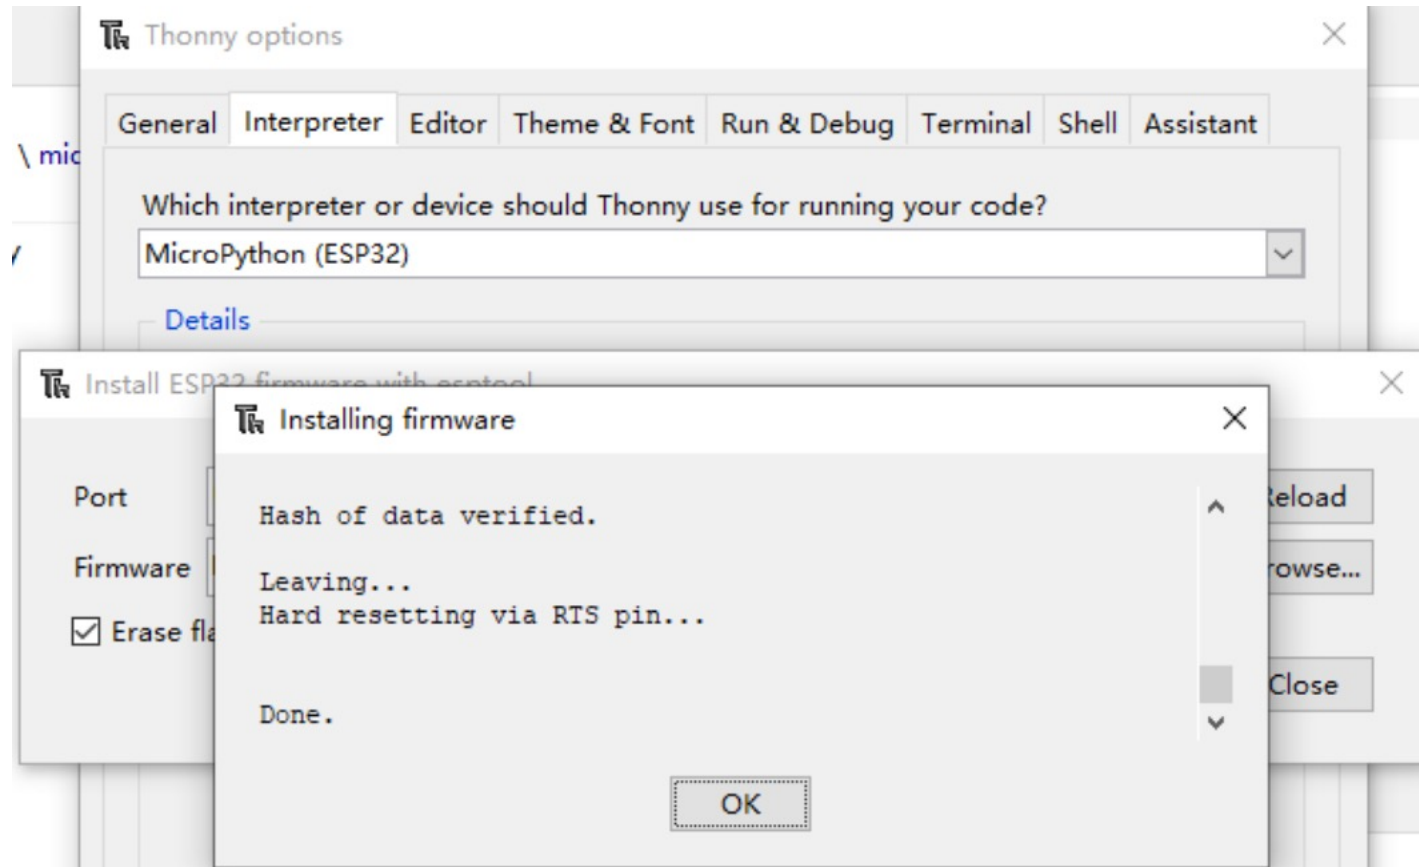 Thonny options
General Interpreter Editor Theme & Font Run & Debug Terminal Shell Assistant
\ mic
Which interpreter or device should Thonny use for running your code?
y
MicroPython (ESP32)
Details
Install ESP32 firmware with esptool
Installing firmware
Port
Reload
Hash of data verified.
Firmware
rowse...
Leaving...
Hard resetting via RTS pin...
Erase fla
Close
Done.
OK